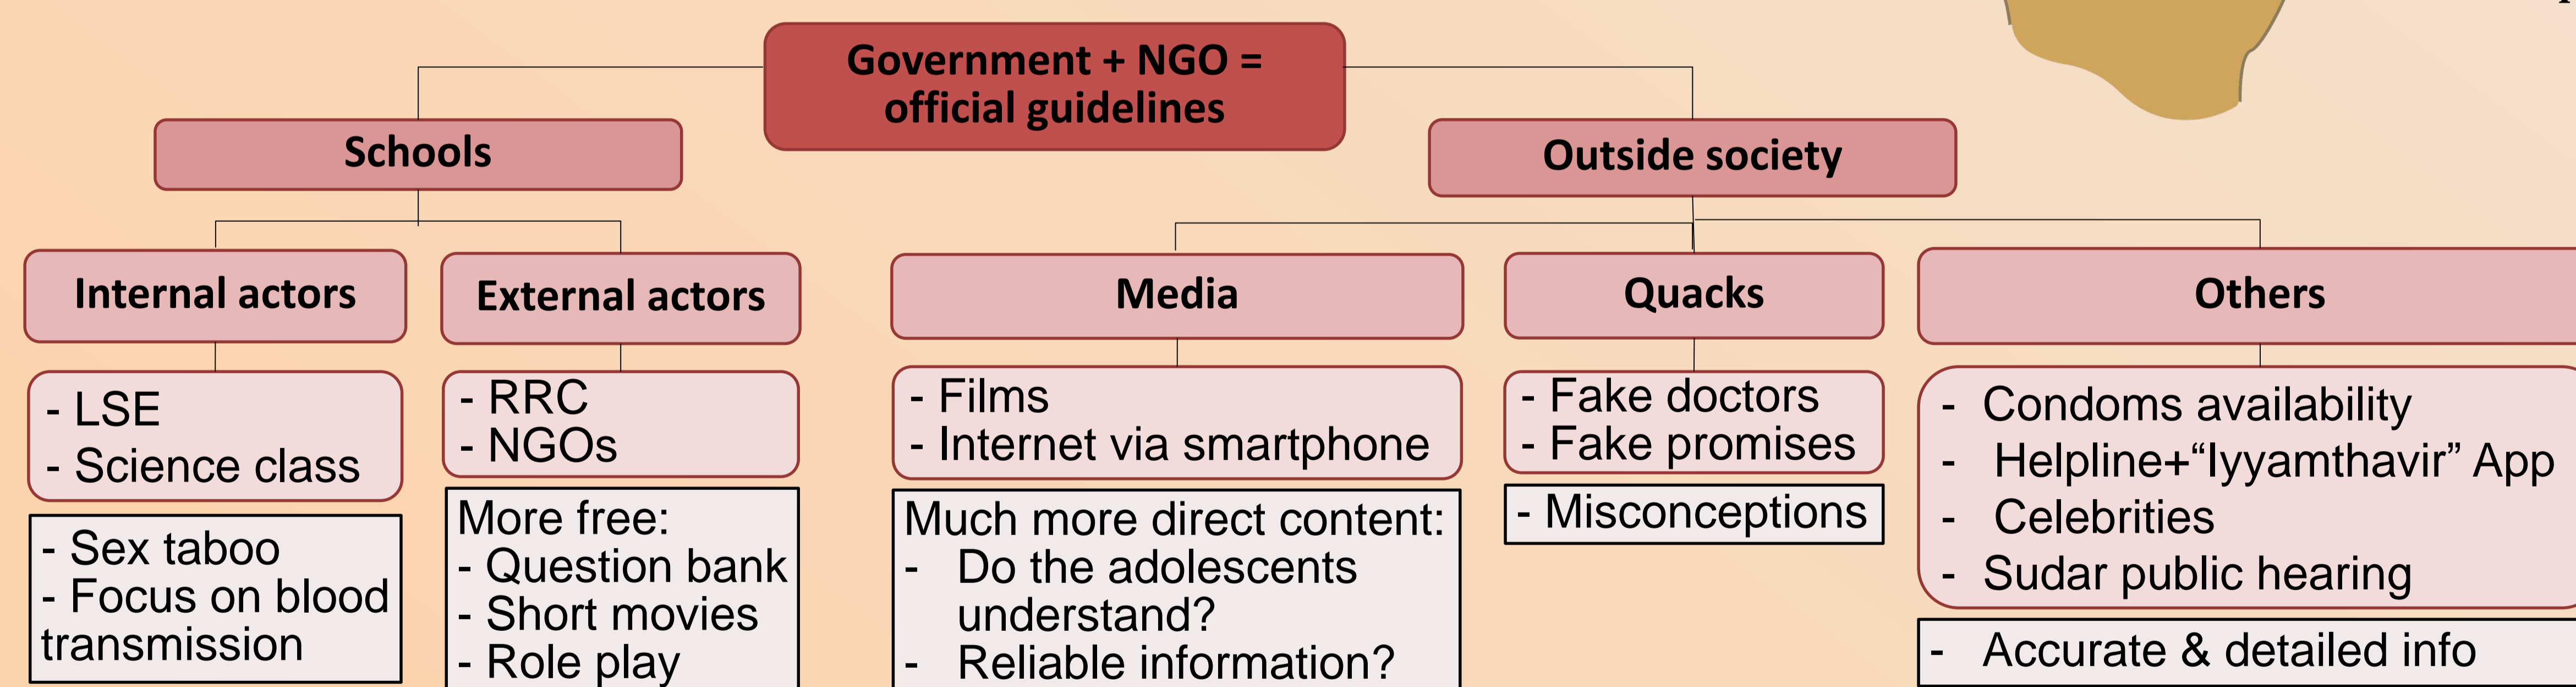 Government + NGO =
official guidelines
Schools
Outside society
Internal actors
External actors
Media
Quacks
Others
- LSE
- Science class
- RRC
- NGOs
- Films
- Internet via smartphone
- Fake doctors
- Fake promises
- Condoms availability
- Helpline+“Iyyamthavir” App
- Celebrities
- Sudar public hearing
- Sex taboo
- Focus on blood
transmission
More free:
- Question bank
- Short movies
- Role play
Much more direct content:
- Do the adolescents
understand?
- Reliable information?
- Misconceptions
- Accurate & detailed info